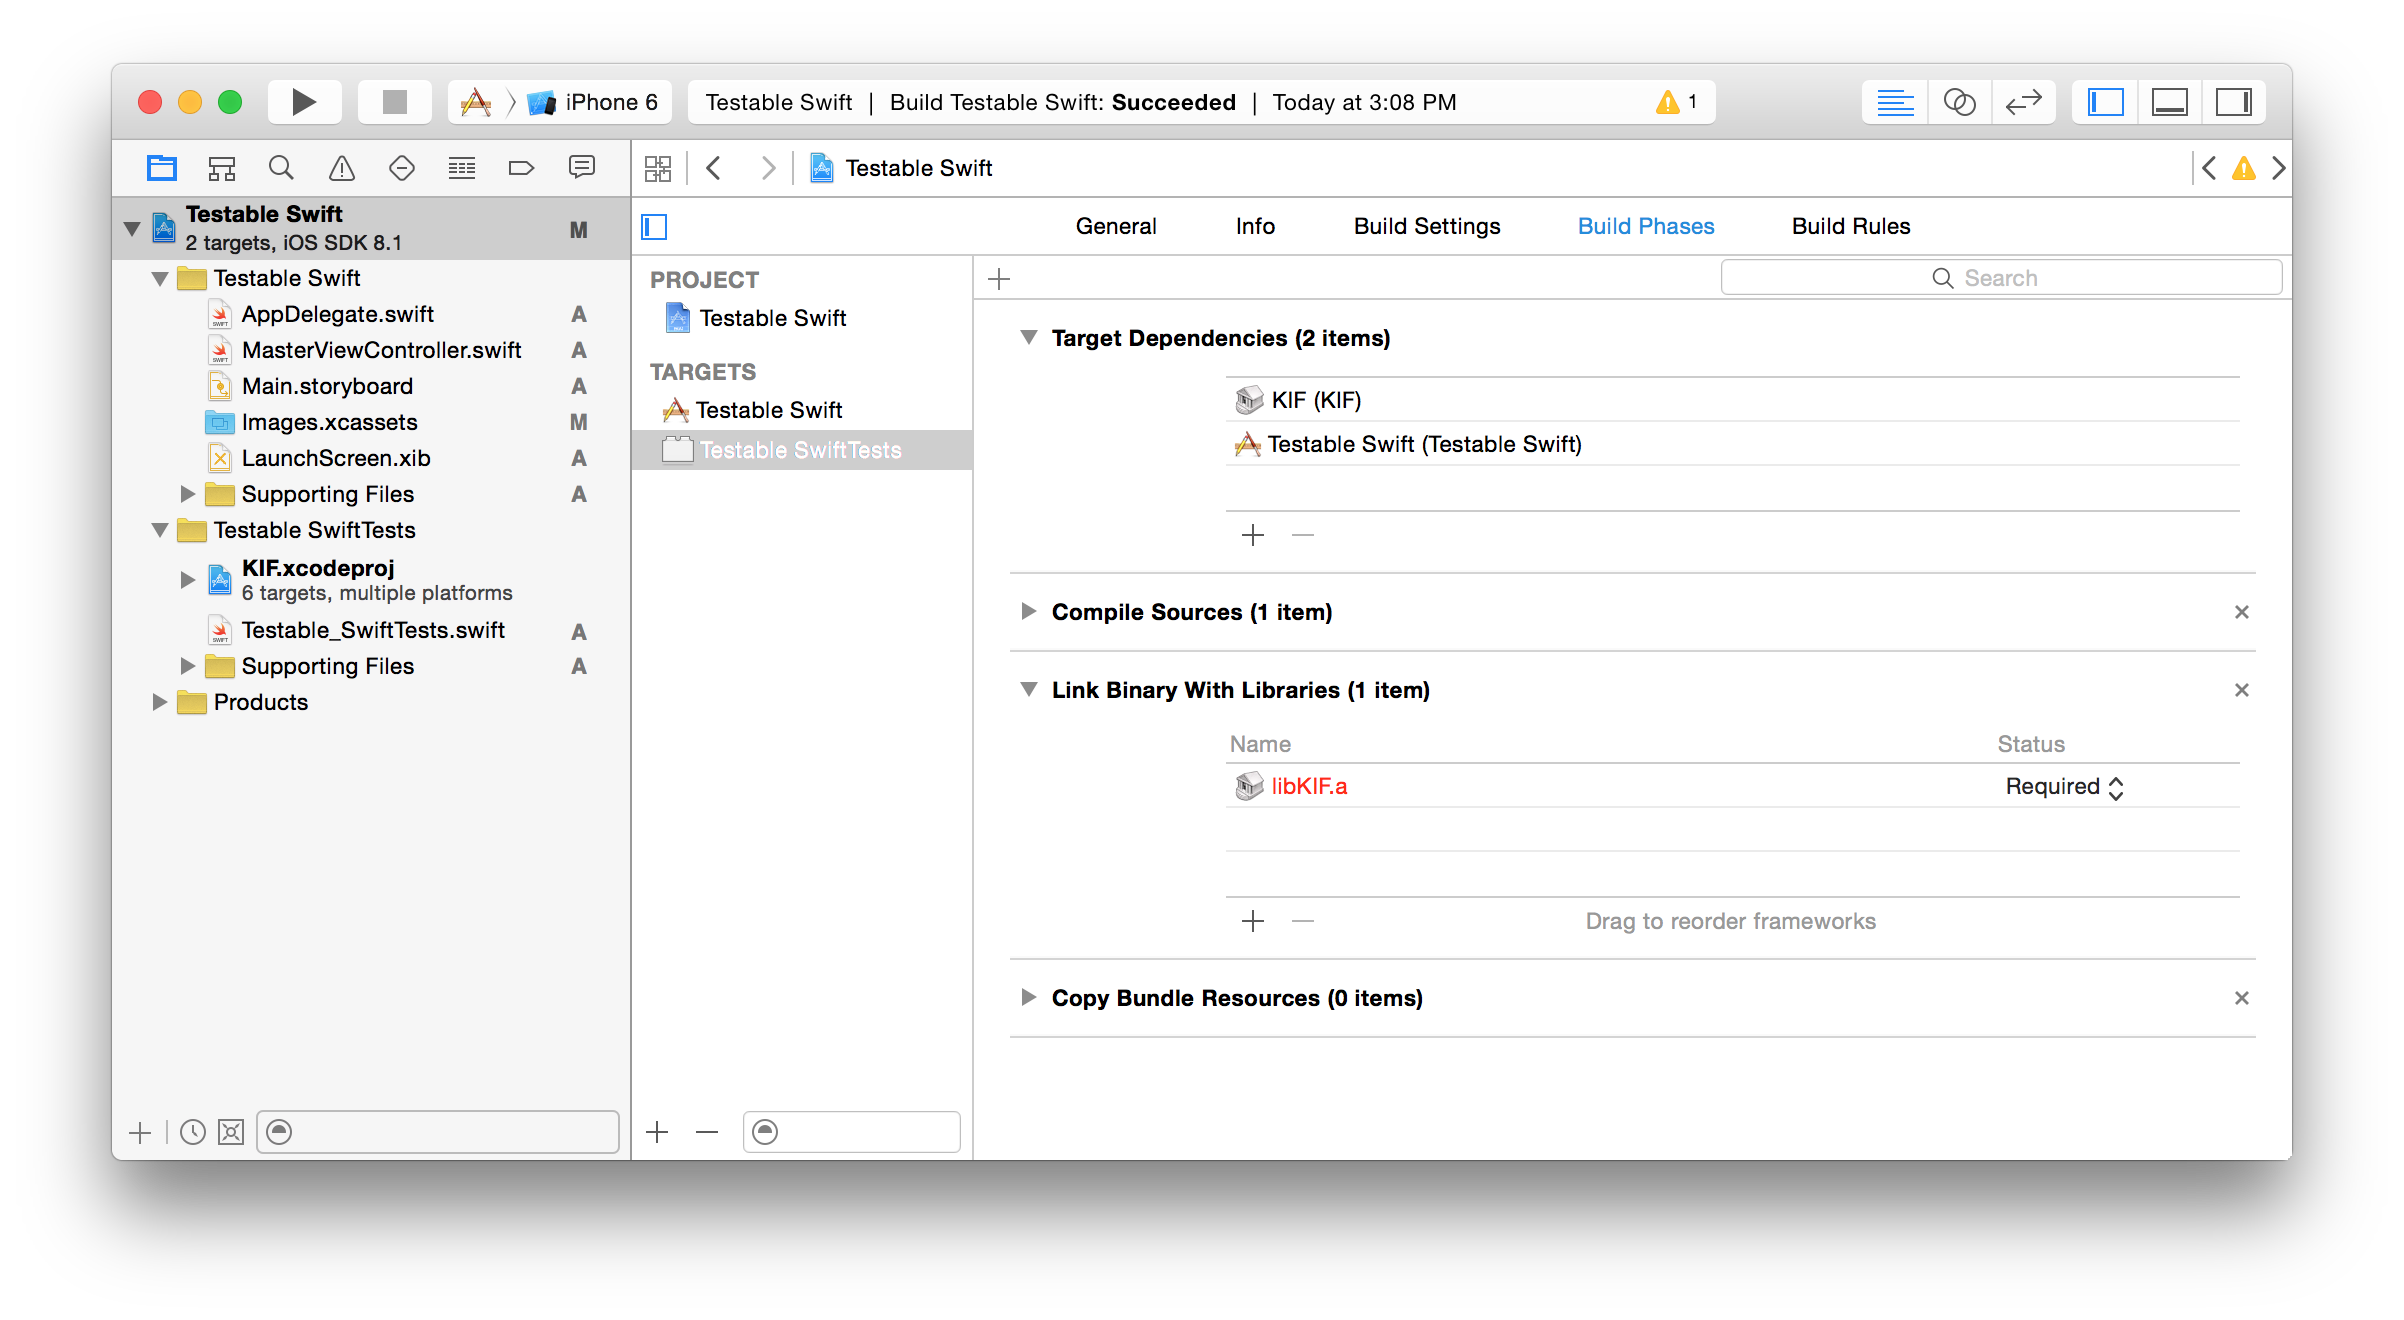 iPhone 6
Testable Swift | Build Testable Swift: Succeeded | Today at 3:08 PM
1
Testable Swift
Testable Swift
2 targets, iOS SDK 8.1
M
Testable Swift
AppDelegate.swift A
MasterViewController.swift A
Main.storyboard A
Images.xcassets M
LaunchScreen.xib A
Supporting Files A
Testable SwiftTests
KIF.xcodeproj
6 targets, multiple platforms
Testable_SwiftTests.swift A
Supporting Files A
Products
General Info Build Settings Build Phases Build Rules
PROJECT
Testable Swift
TARGETS
Testable Swift
Testable SwiftTests
Search
Target Dependencies (2 items)
KIF (KIF)
Testable Swift (Testable Swift)
Compile Sources (1 item)
Link Binary With Libraries (1 item)
Name Status
libKIF.a Required
Drag to reorder frameworks
Copy Bundle Resources (0 items)